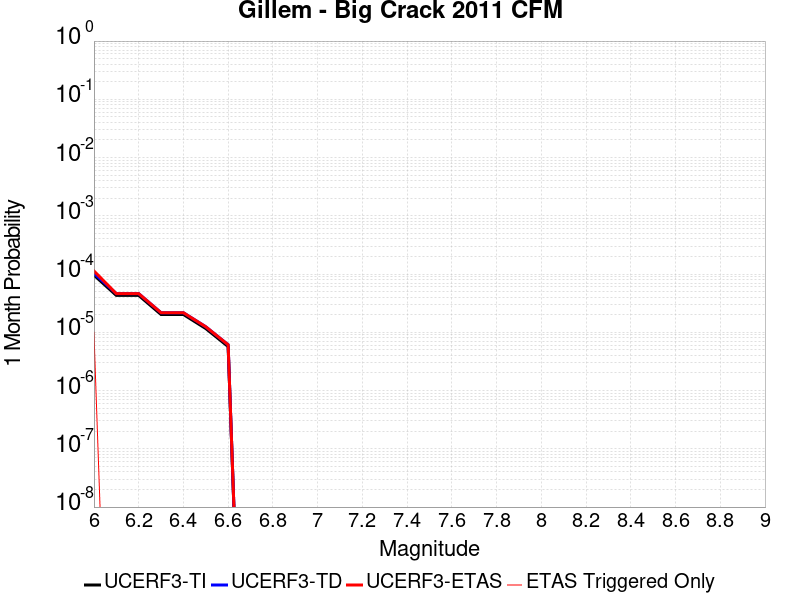 Gillem - Big Crack 2011 CFM
1 Month Probability
10^0
10^-1
10^-2
10^-3
10^-4
10^-5
10^-6
10^-7
10^-8
6 6.2 6.4 6.6 6.8 7 7.2 7.4 7.6 7.8 8 8.2 8.4 8.6 8.8 9
Magnitude
UCERF3-TI UCERF3-TD UCERF3-ETAS ETAS Triggered Only